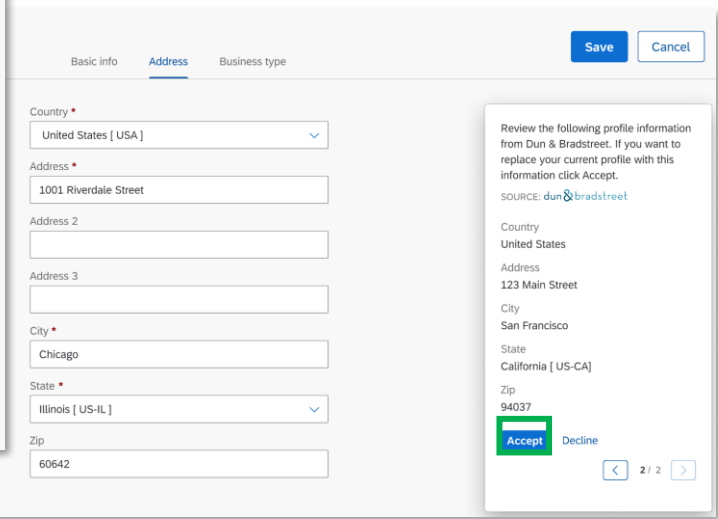 Save
Cancel
Basic info
Address
Business type
Country *
United States [ USA ]
Address *
1001 Riverdale Street
Address 2
Address 3
City *
Chicago
State *
Illinois [ US-IL ]
Zip
60642
Review the following profile information
from Dun & Bradstreet. If you want to
replace your current profile with this
information click Accept.
SOURCE: dun & bradstreet
Country
United States
Address
123 Main Street
City
San Francisco
State
California [ US-CA]
Zip
94037
Accept
Decline
2 / 2